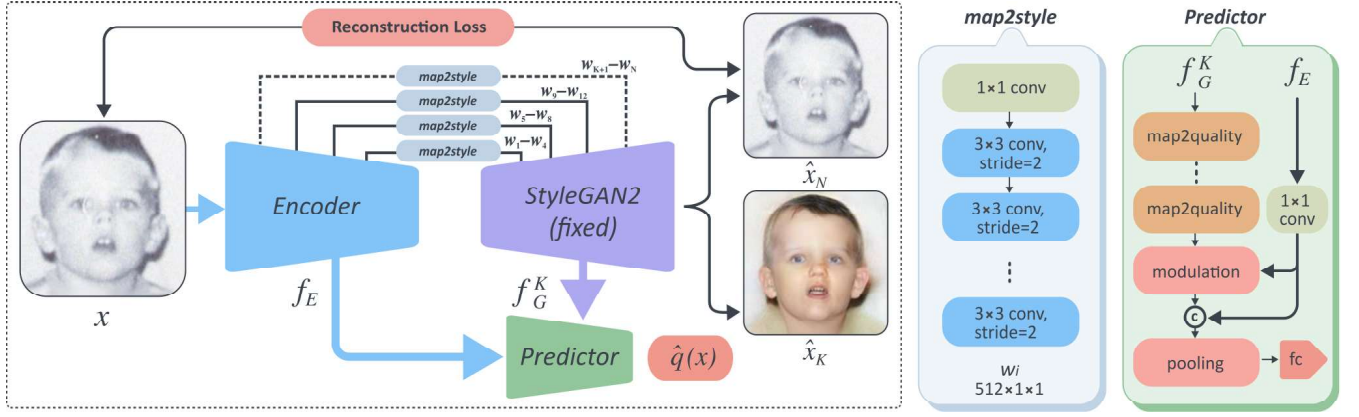 Reconstruction Loss
map2style
w_{K+1}–w_N
map2style
w_9–w_12
map2style
w_5–w_8
map2style
w_1–w_4
x
Encoder
StyleGAN2
(fixed)
x̂_N
x̂_K
f_E
f_G^K
Predictor
q̂(x)
map2style
1×1 conv
3×3 conv,
stride=2
3×3 conv,
stride=2
3×3 conv,
stride=2
w_i
512×1×1
Predictor
f_G^K
f_E
map2quality
map2quality
1×1
conv
modulation
c
pooling
fc